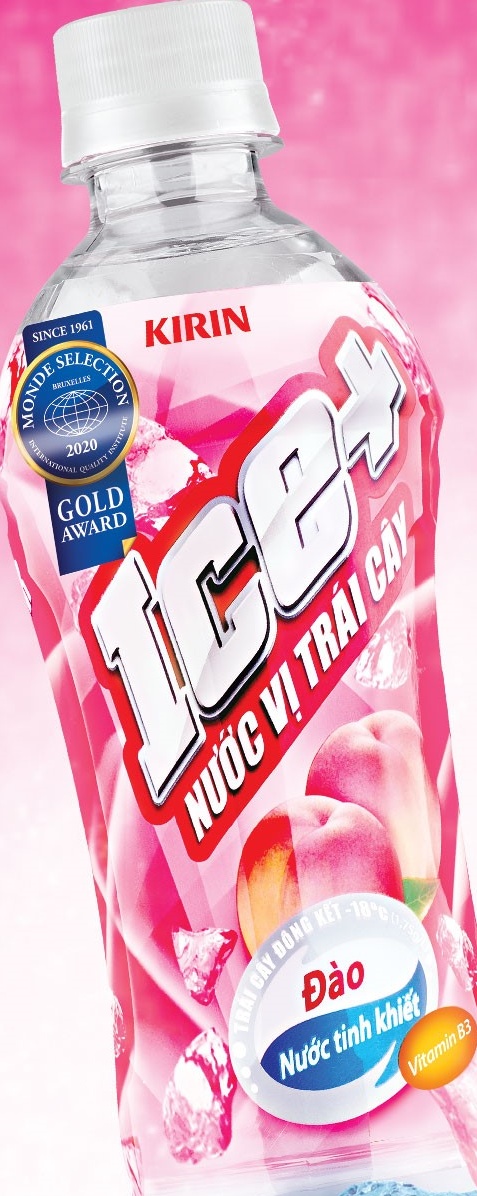 KIRIN
SINCE 1961
MONDE SELECTION
BRUXELLES
2020
INTERNATIONAL QUALITY INSTITUTE
GOLD
AWARD
Ice+
NƯỚC VỊ TRÁI CÂY
TRÁI CÂY ĐÔNG KẾT -18°C
Đào
Nước tinh khiết
Vitamin B3